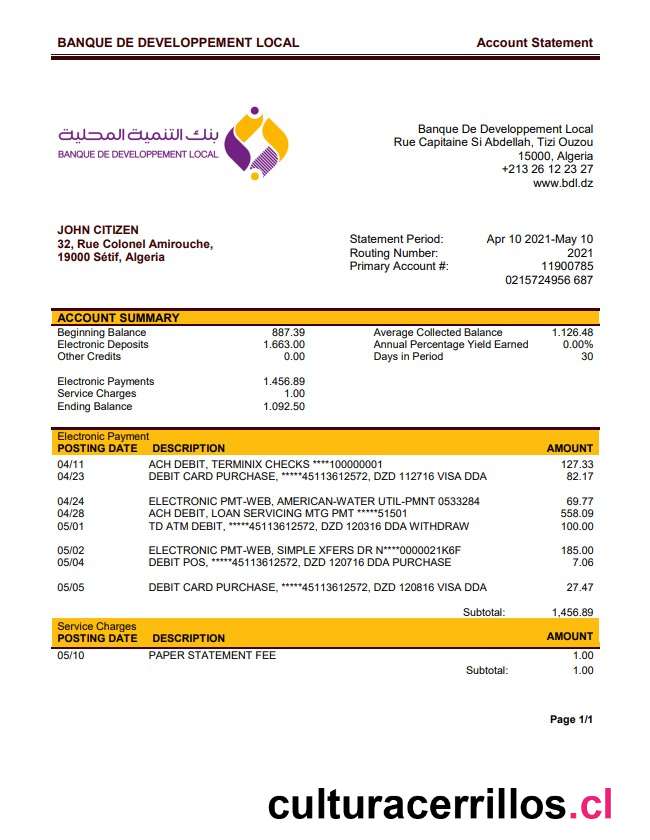 BANQUE DE DEVELOPPEMENT LOCAL Account Statement
بنك التنمية المحلية
BANQUE DE DEVELOPPEMENT LOCAL
Banque De Developpement Local
Rue Capitaine Si Abdellah, Tizi Ouzou
15000, Algeria
+213 26 12 23 27
www.bdl.dz
JOHN CITIZEN
32, Rue Colonel Amirouche,
19000 Sétif, Algeria
Statement Period: Apr 10 2021-May 10
Routing Number: 2021
Primary Account #: 11900785
0215724956 687
ACCOUNT SUMMARY
Beginning Balance 887.39 Average Collected Balance 1.126.48
Electronic Deposits 1.663.00 Annual Percentage Yield Earned 0.00%
Other Credits 0.00 Days in Period 30
Electronic Payments 1.456.89
Service Charges 1.00
Ending Balance 1.092.50
Electronic Payment
POSTING DATE DESCRIPTION AMOUNT
04/11 ACH DEBIT, TERMINIX CHECKS ****100000001 127.33
04/23 DEBIT CARD PURCHASE, *****45113612572, DZD 112716 VISA DDA 82.17
04/24 ELECTRONIC PMT-WEB, AMERICAN-WATER UTIL-PMNT 0533284 69.77
04/28 ACH DEBIT, LOAN SERVICING MTG PMT *****51501 558.09
05/01 TD ATM DEBIT, *****45113612572, DZD 120316 DDA WITHDRAW 100.00
05/02 ELECTRONIC PMT-WEB, SIMPLE XFERS DR N****0000021K6F 185.00
05/04 DEBIT POS, *****45113612572, DZD 120716 DDA PURCHASE 7.06
05/05 DEBIT CARD PURCHASE, *****45113612572, DZD 120816 VISA DDA 27.47
Subtotal: 1,456.89
Service Charges
POSTING DATE DESCRIPTION AMOUNT
05/10 PAPER STATEMENT FEE 1.00
Subtotal: 1.00
Page 1/1
culturacerrillos.cl